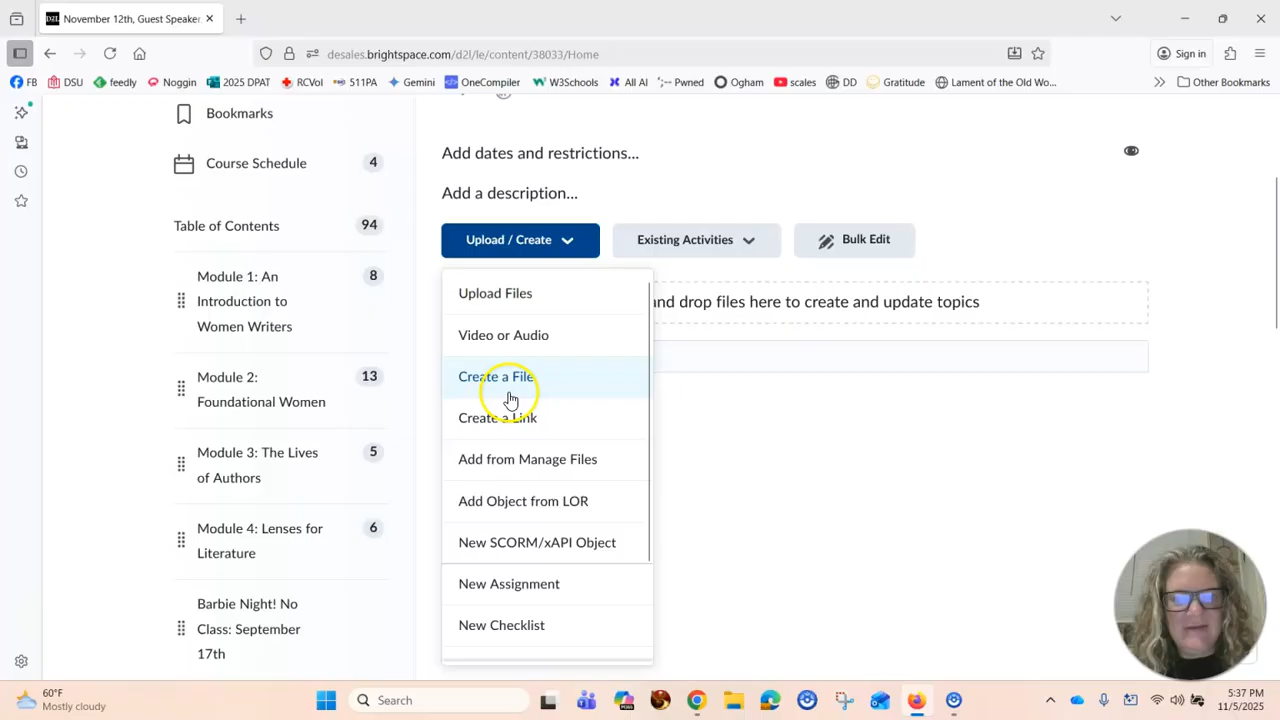 November 12th, Guest Speaker
desales.brightspace.com/d2l/le/content/38033/Home
Sign in
FB
DSU
feedly
Noggin
2025 DPAT
RCVol
511PA
Gemini
OneCompiler
W3Schools
All AI
Pwned
Ogham
scales
DD
Gratitude
Lament of the Old Wo...
Other Bookmarks
Bookmarks
Course Schedule 4
Table of Contents 94
Module 1: An
Introduction to
Women Writers
8
Module 2:
Foundational Women
13
Module 3: The Lives
of Authors
5
Module 4: Lenses for
Literature
6
Barbie Night! No
Class: September
17th
Add dates and restrictions...
Add a description...
Upload / Create
Existing Activities
Bulk Edit
and drop files here to create and update topics
Upload Files
Video or Audio
Create a File
Create a Link
Add from Manage Files
Add Object from LOR
New SCORM/xAPI Object
New Assignment
New Checklist
60°F
Mostly cloudy
Search
5:37 PM
11/5/2025